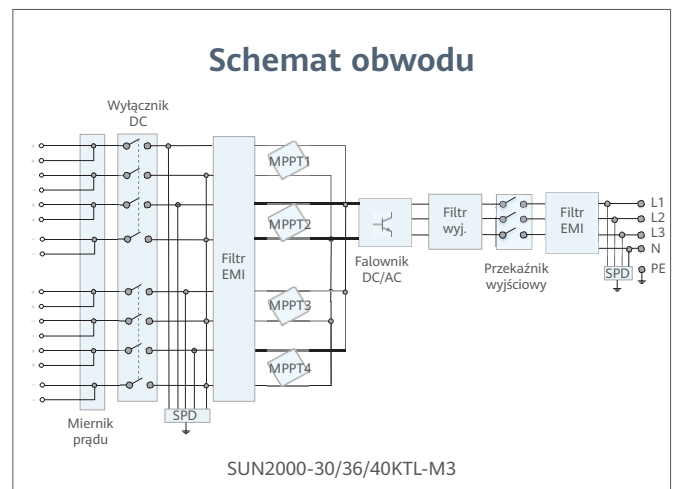 Schemat obwodu
Wyłącznik
DC
MPPT1
MPPT2
MPPT3
MPPT4
Filtr
EMI
Falownik
DC/AC
Filtr
wyj.
Przekaźnik
wyjściowy
Filtr
EMI
L1
L2
L3
N
PE
SPD
SPD
Miernik
prądu
SUN2000-30/36/40KTL-M3